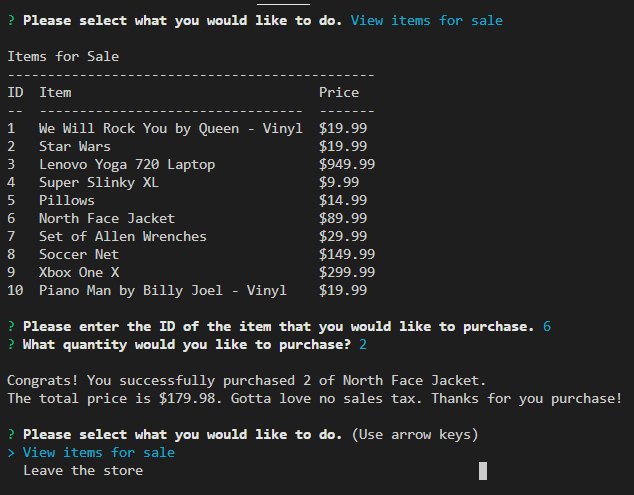 ? Please select what you would like to do. View items for sale
Items for Sale
----------------------------------------------
ID  Item                               Price
--  ---------------------------------  -------
1   We Will Rock You by Queen - Vinyl  $19.99
2   Star Wars                          $19.99
3   Lenovo Yoga 720 Laptop             $949.99
4   Super Slinky XL                    $9.99
5   Pillows                            $14.99
6   North Face Jacket                  $89.99
7   Set of Allen Wrenches              $29.99
8   Soccer Net                         $149.99
9   Xbox One X                         $299.99
10  Piano Man by Billy Joel - Vinyl    $19.99
? Please enter the ID of the item that you would like to purchase. 6
? What quantity would you like to purchase? 2
Congrats! You successfully purchased 2 of North Face Jacket.
The total price is $179.98. Gotta love no sales tax. Thanks for you purchase!
? Please select what you would like to do. (Use arrow keys)
> View items for sale
  Leave the store